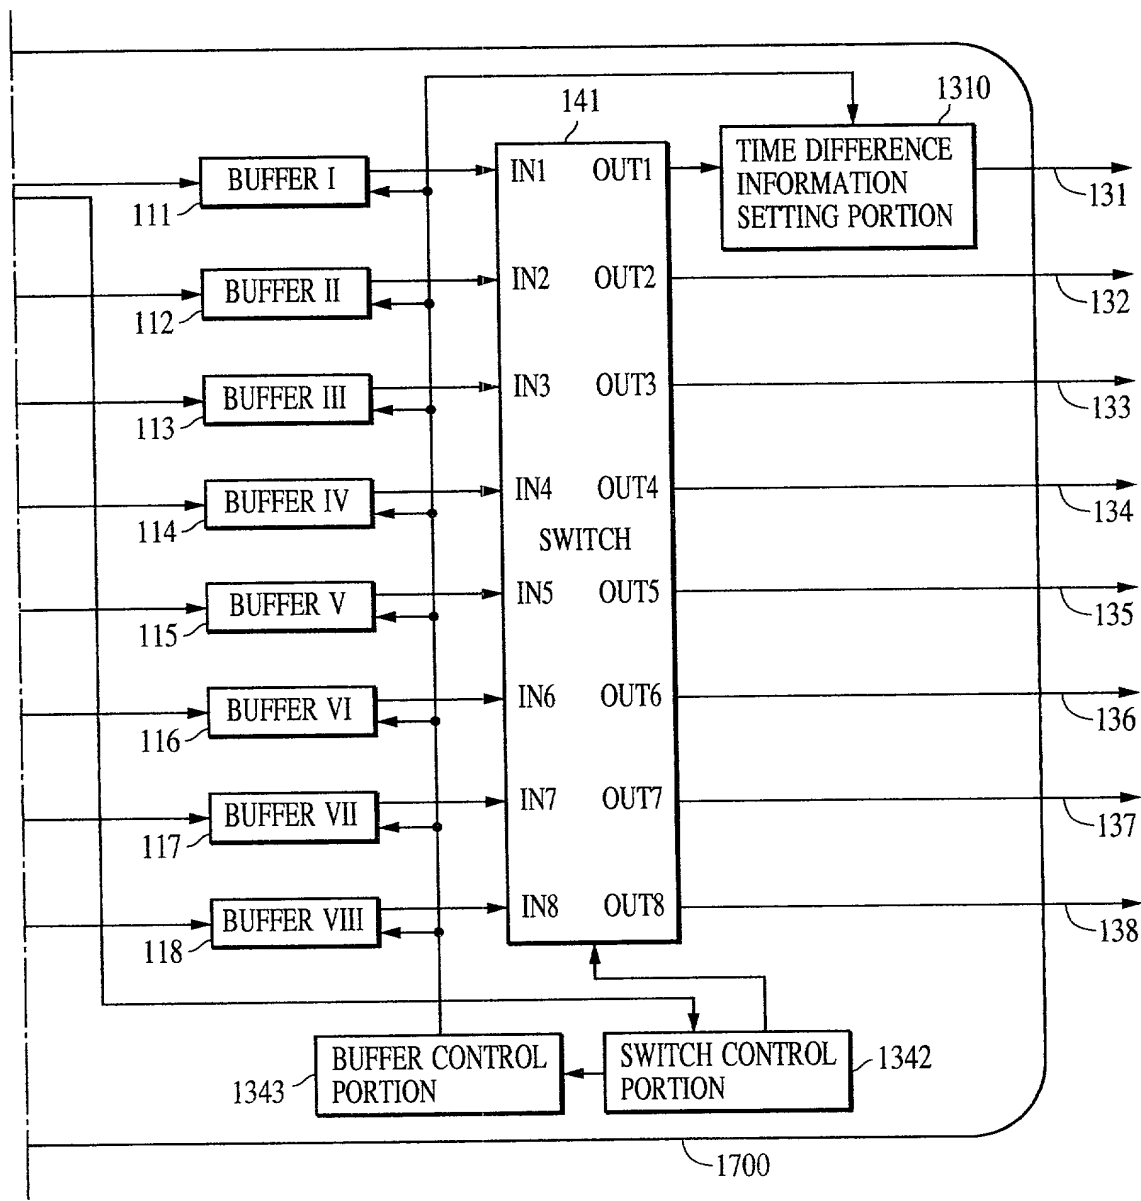 141
1310
TIME DIFFERENCE
INFORMATION
SETTING PORTION
BUFFER I
IN1
OUT1
111
131
BUFFER II
IN2
OUT2
112
132
BUFFER III
IN3
OUT3
113
133
BUFFER IV
IN4
OUT4
114
134
SWITCH
BUFFER V
IN5
OUT5
115
135
BUFFER VI
IN6
OUT6
116
136
BUFFER VII
IN7
OUT7
117
137
BUFFER VIII
IN8
OUT8
118
138
BUFFER CONTROL
PORTION
1343
SWITCH CONTROL
PORTION
1342
1700